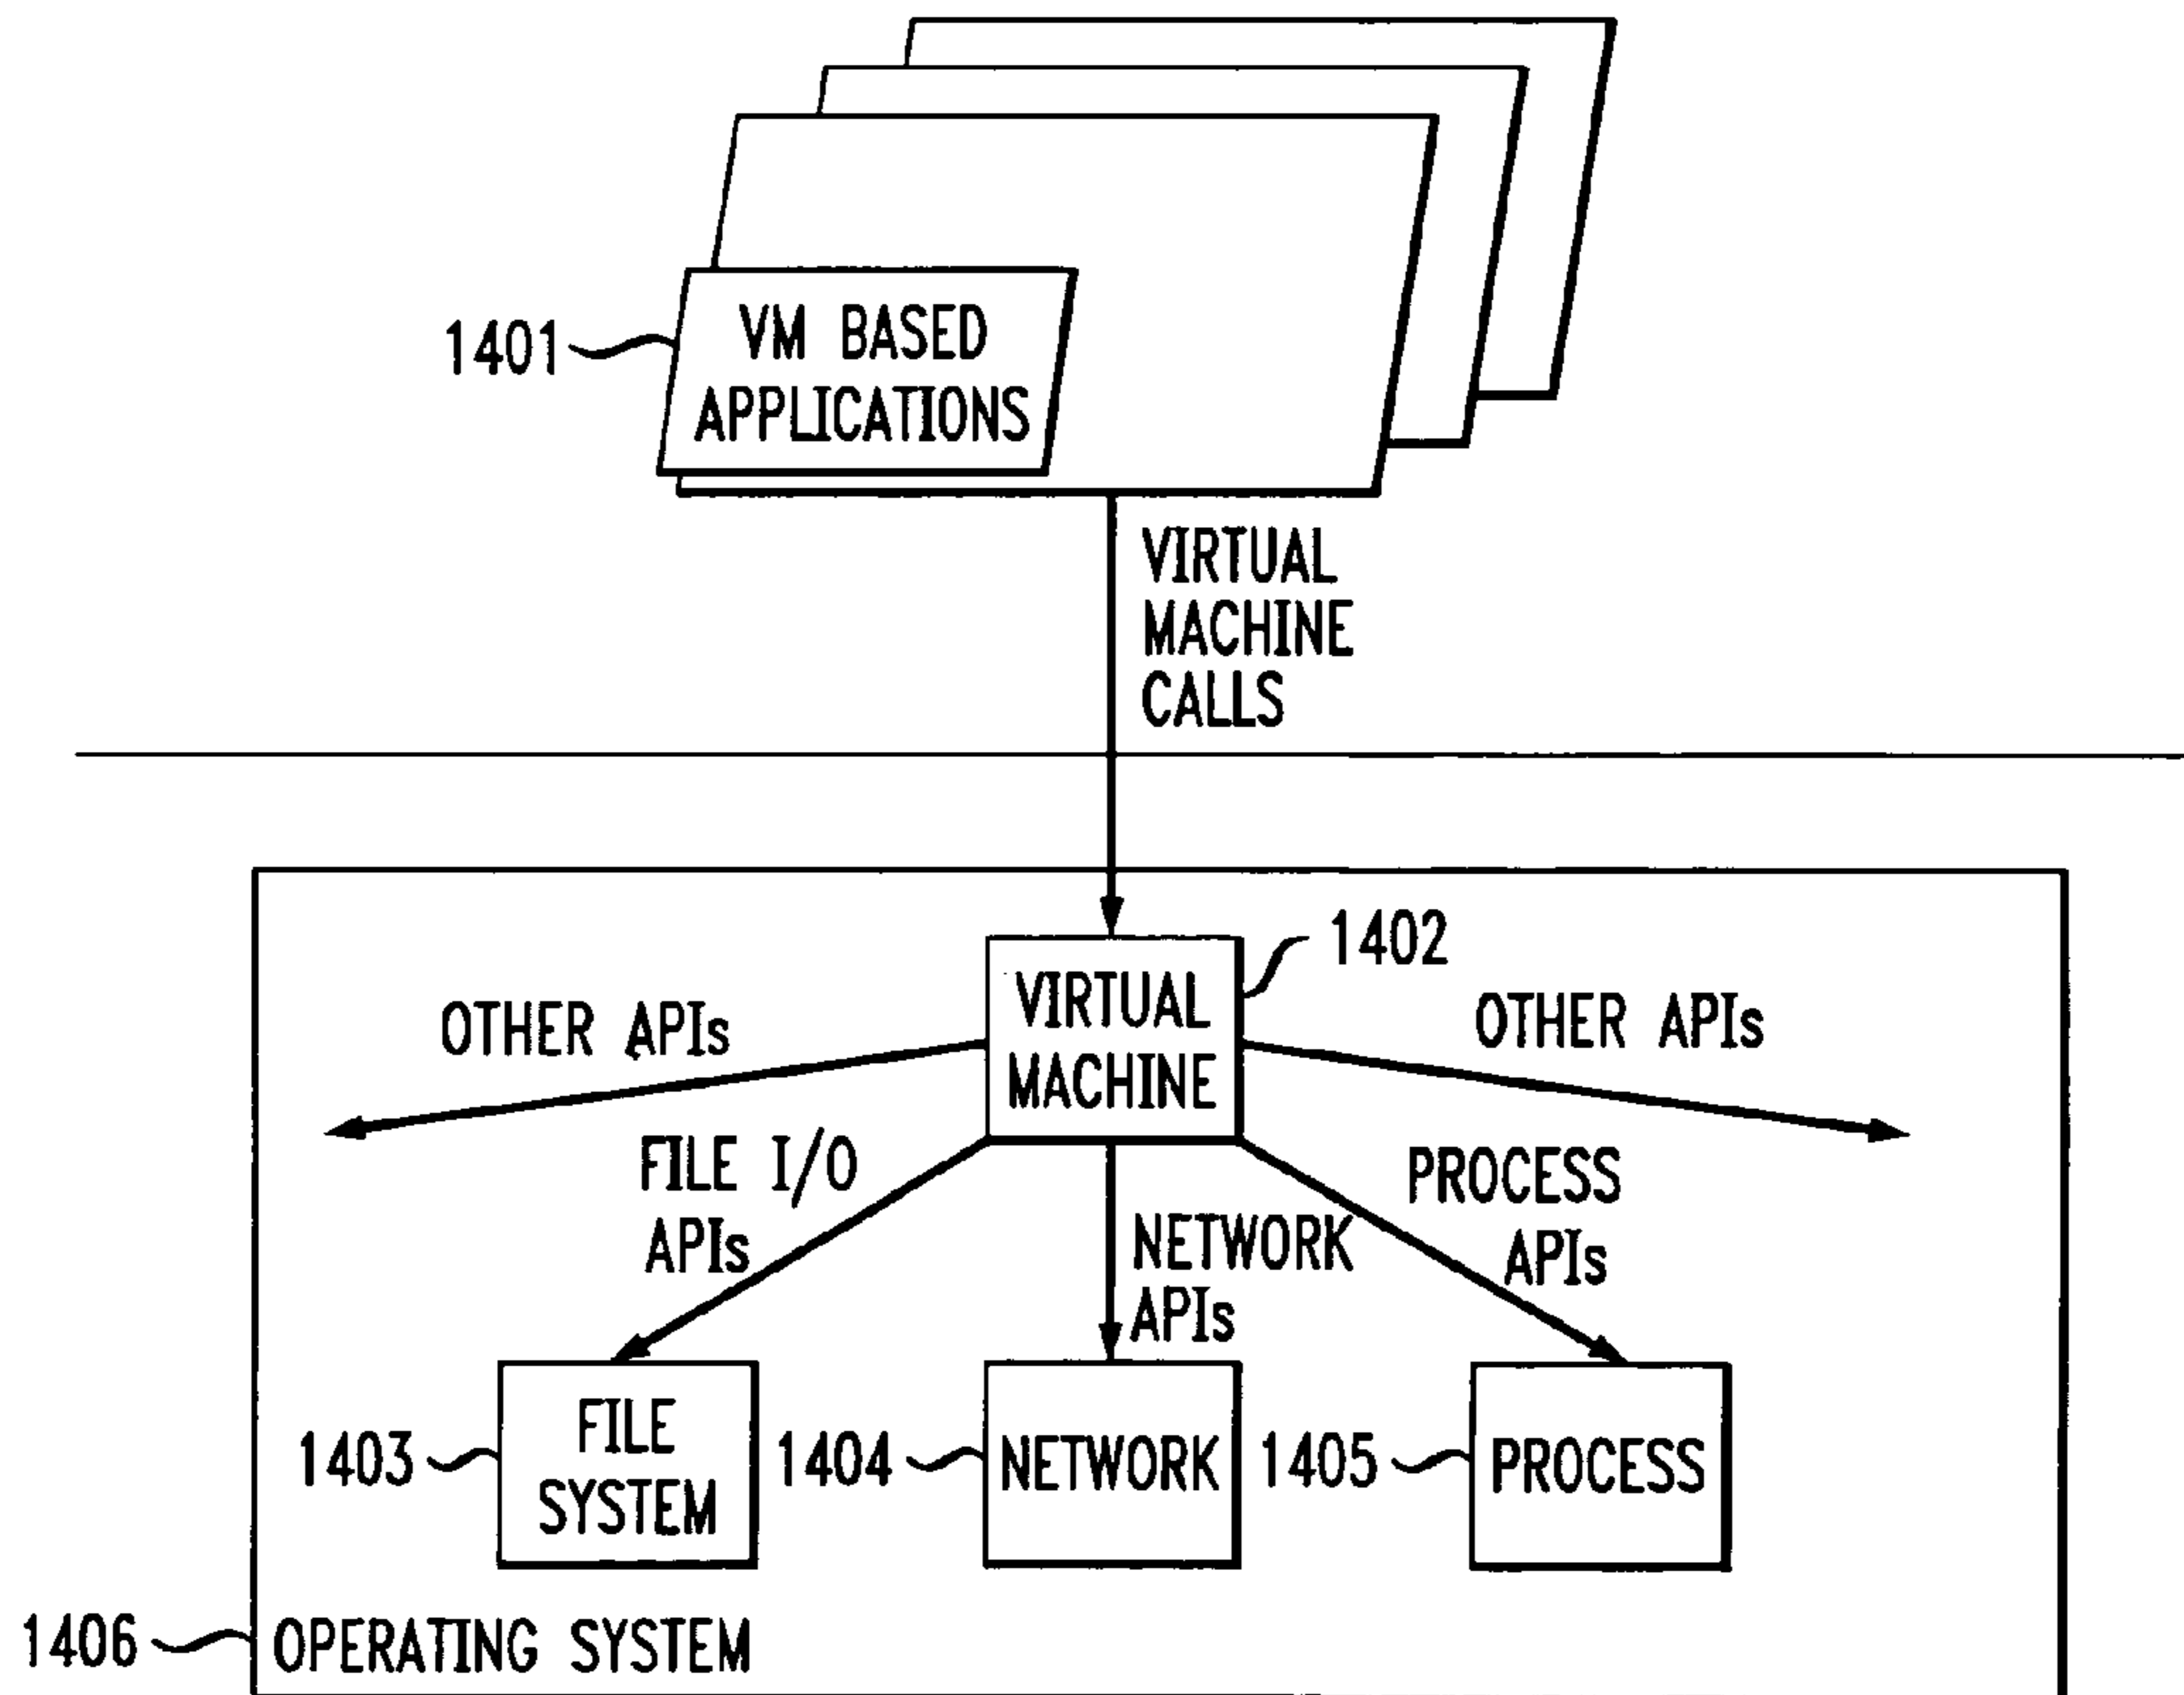 1401
VM BASED
APPLICATIONS
VIRTUAL
MACHINE
CALLS
1402
VIRTUAL
MACHINE
OTHER APIs
OTHER APIs
FILE I/O
APIs
NETWORK
APIs
PROCESS
APIs
1403
FILE
SYSTEM
1404
NETWORK
1405
PROCESS
1406
OPERATING SYSTEM